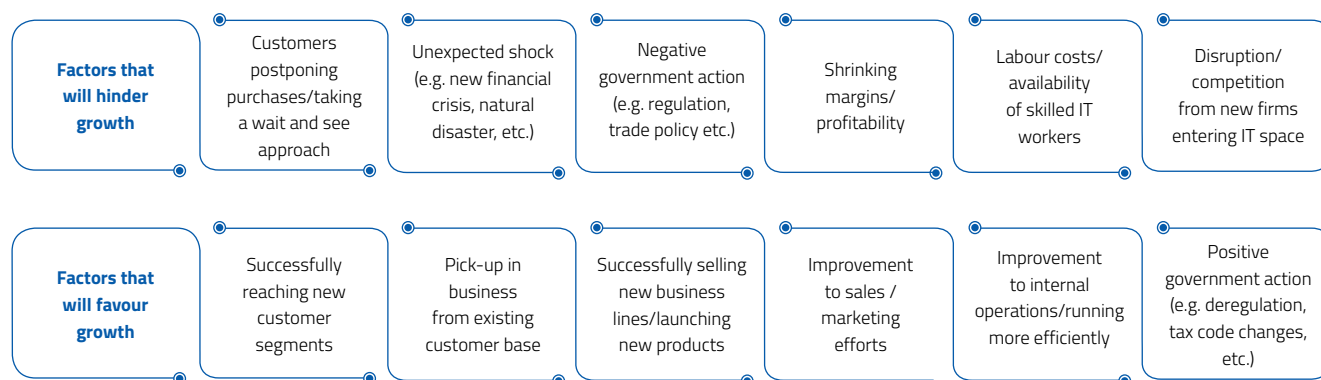 Factors that
will hinder
growth
Customers
postponing
purchases/taking
a wait and see
approach
Unexpected shock
(e.g. new financial
crisis, natural
disaster, etc.)
Negative
government action
(e.g. regulation,
trade policy etc.)
Shrinking
margins/
profitability
Labour costs/
availability
of skilled IT
workers
Disruption/
competition
from new firms
entering IT space
Factors that
will favour
growth
Successfully
reaching new
customer
segments
Pick-up in
business
from existing
customer base
Successfully selling
new business
lines/launching
new products
Improvement
to sales /
marketing
efforts
Improvement
to internal
operations/running
more efficiently
Positive
government action
(e.g. deregulation,
tax code changes,
etc.)